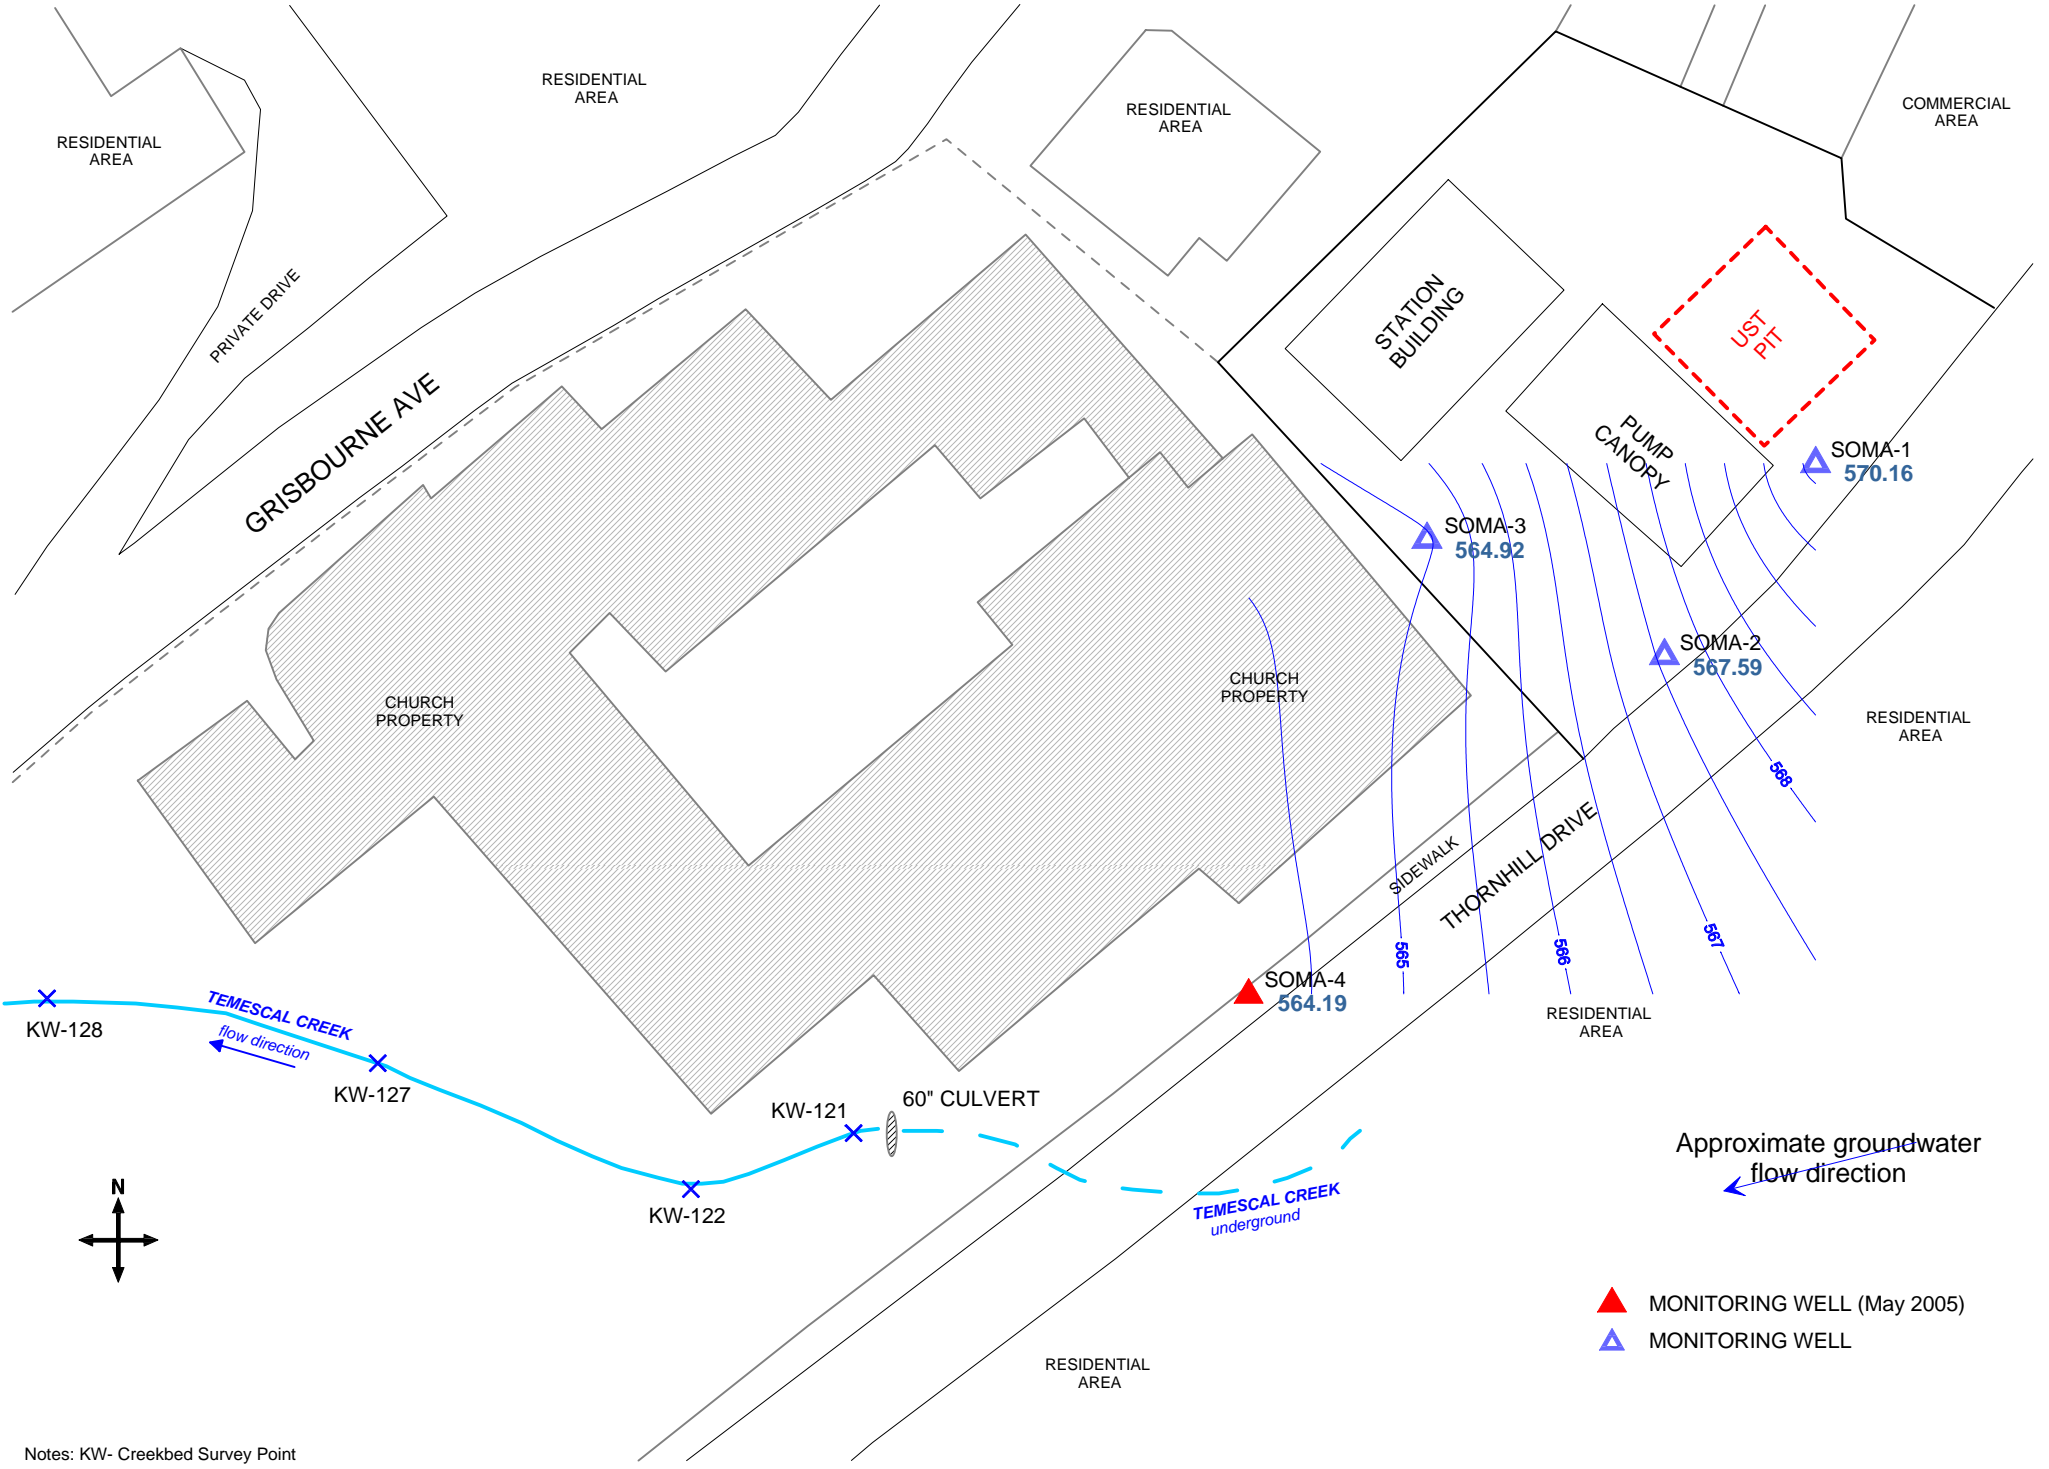 RESIDENTIAL
AREA
RESIDENTIAL
AREA
RESIDENTIAL
AREA
COMMERCIAL
AREA
PRIVATE DRIVE
GRISBOURNE AVE
STATION
BUILDING
UST
PIT
PUMP
CANOPY
SOMA-1
570.16
SOMA-3
564.92
SOMA-2
567.59
CHURCH
PROPERTY
CHURCH
PROPERTY
RESIDENTIAL
AREA
568
SIDEWALK
THORNHILL DRIVE
565
566
567
SOMA-4
564.19
RESIDENTIAL
AREA
TEMESCAL CREEK
flow direction
KW-128
KW-127
KW-121
60" CULVERT
KW-122
TEMESCAL CREEK
underground
Approximate groundwater
flow direction
N
MONITORING WELL (May 2005)
MONITORING WELL
RESIDENTIAL
AREA
Notes: KW- Creekbed Survey Point